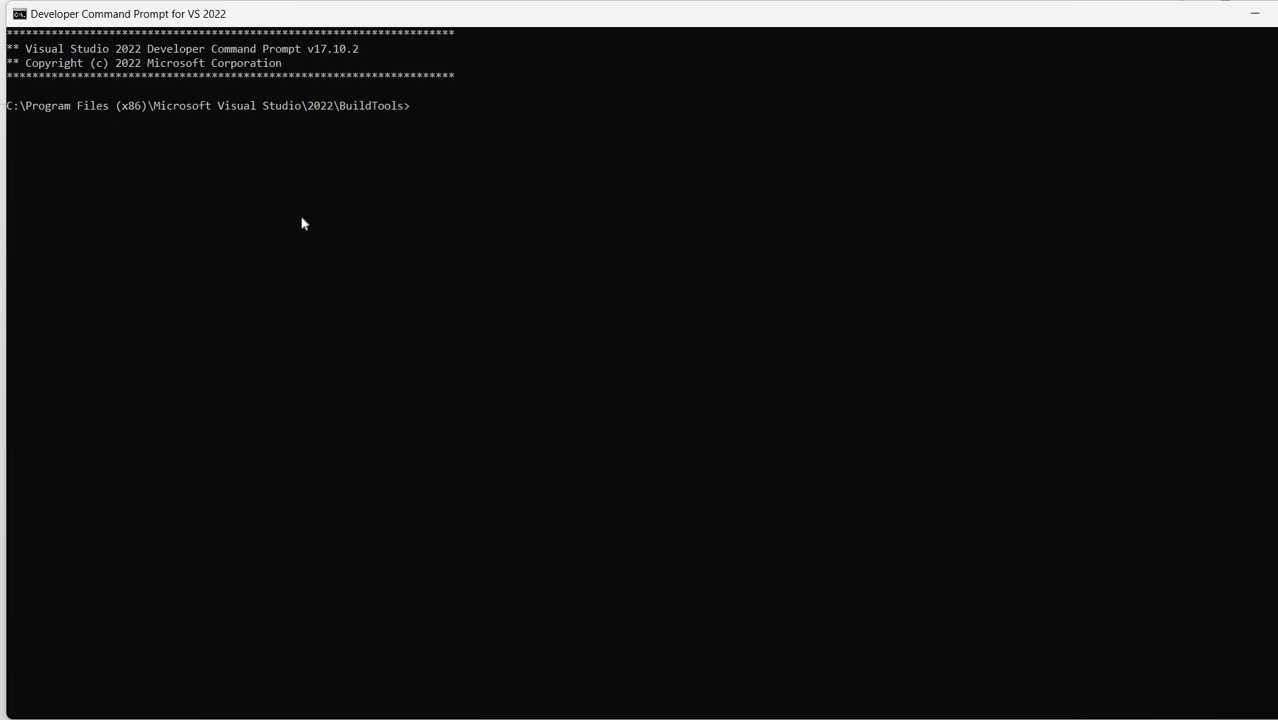 Developer Command Prompt for VS 2022
**********************************************************************
** Visual Studio 2022 Developer Command Prompt v17.10.2
** Copyright (c) 2022 Microsoft Corporation
**********************************************************************
C:\Program Files (x86)\Microsoft Visual Studio\2022\BuildTools>